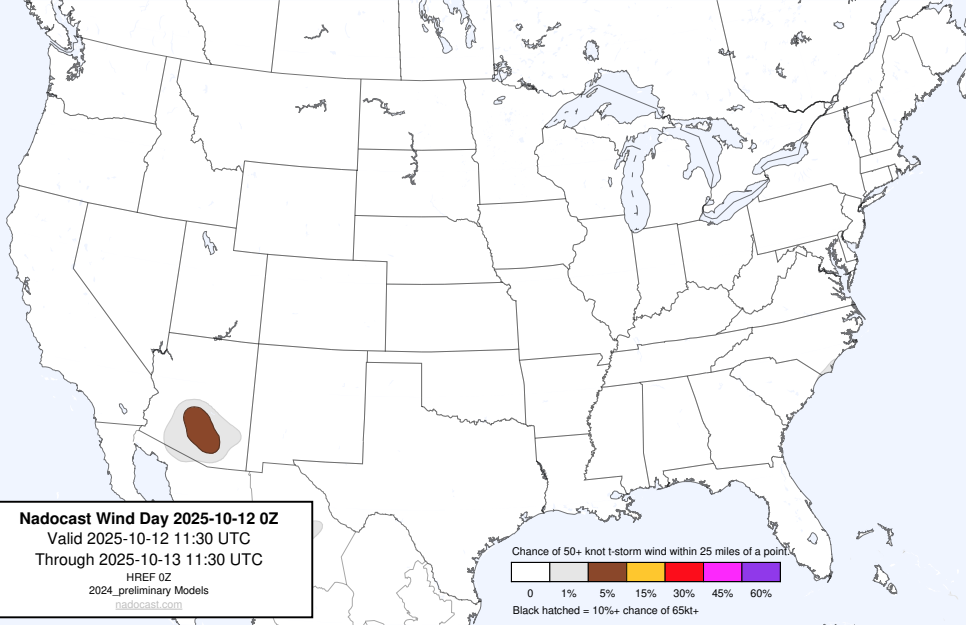 Nadocast Wind Day 2025-10-12 0Z
Valid 2025-10-12 11:30 UTC
Through 2025-10-13 11:30 UTC
HREF 0Z
2024_preliminary Models
nadocast.com
Chance of 50+ knot t-storm wind within 25 miles of a point.
0 1% 5% 15% 30% 45% 60%
Black hatched = 10%+ chance of 65kt+